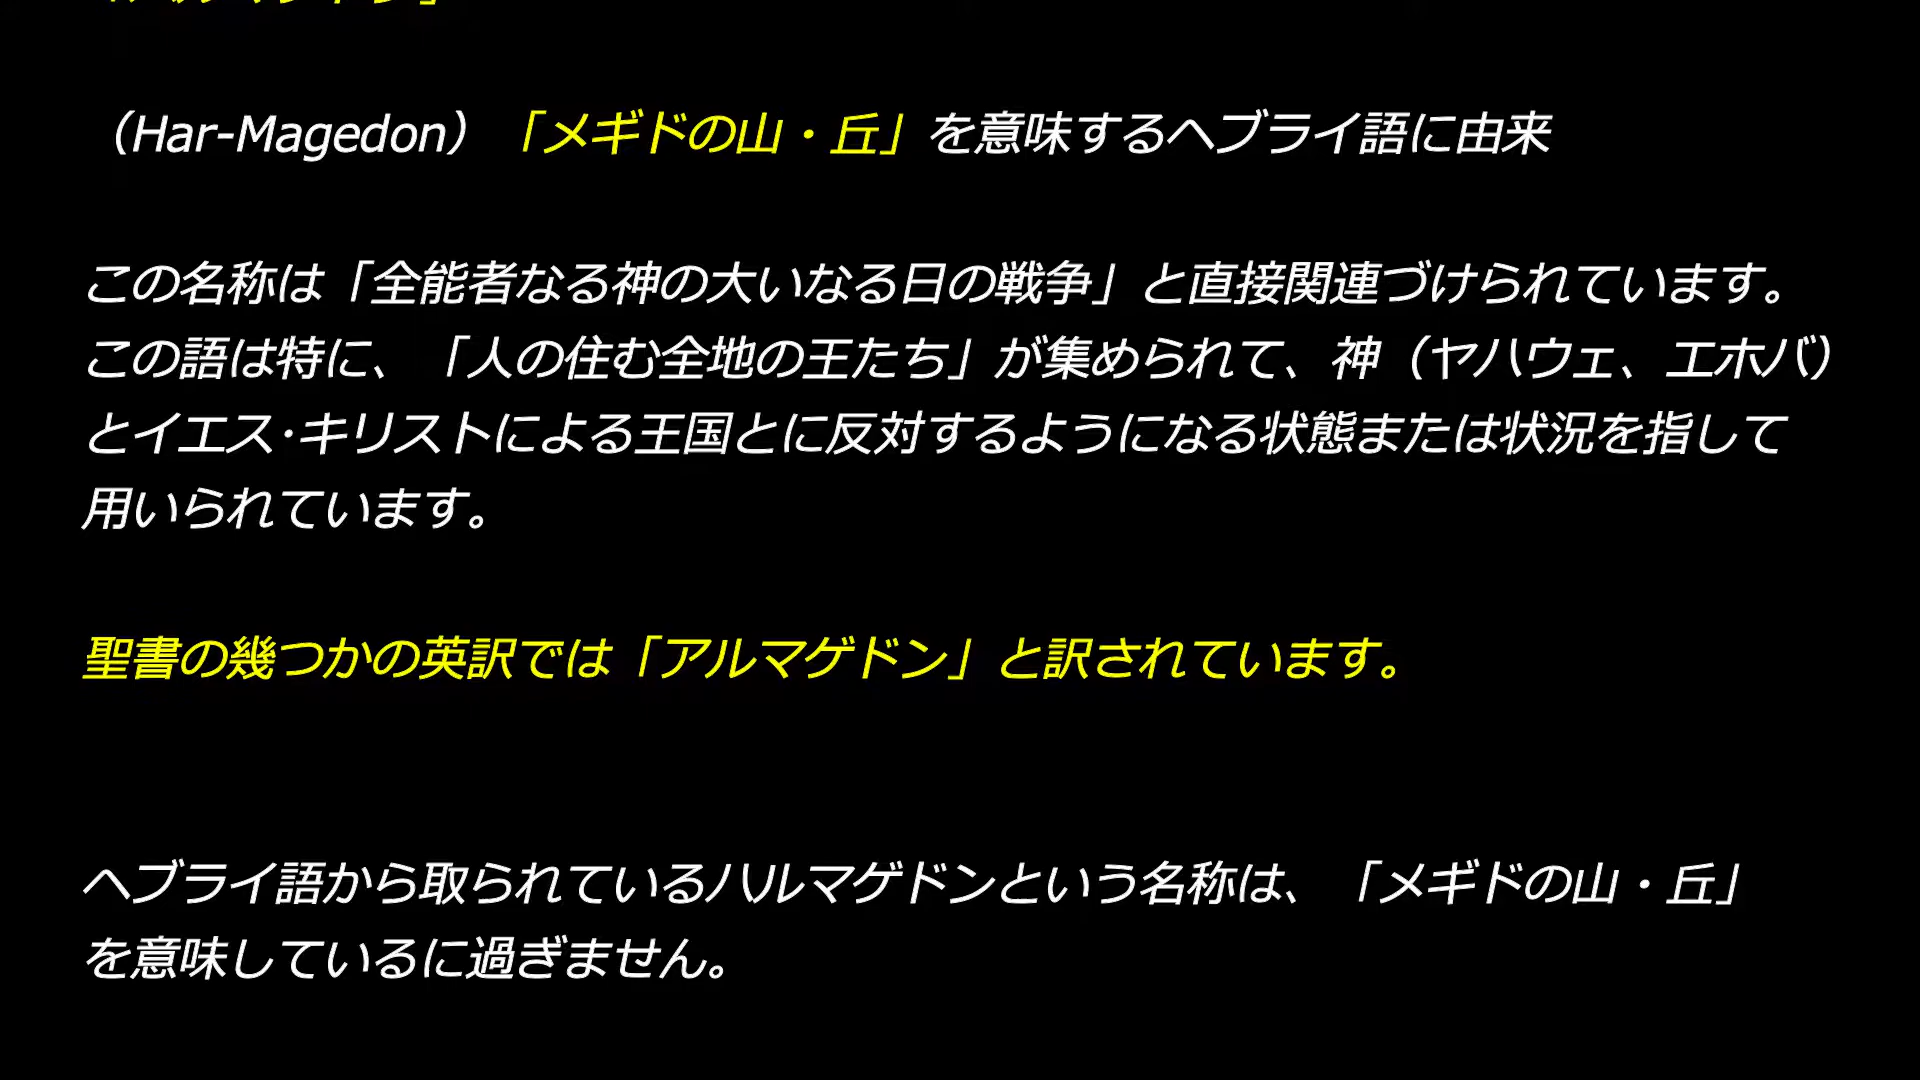 （Har-Magedon）「メギドの山・丘」を意味するヘブライ語に由来
この名称は「全能者なる神の大いなる日の戦争」と直接関連づけられています。
この語は特に、「人の住む全地の王たち」が集められて、神（ヤハウェ、エホバ）
とイエス･キリストによる王国とに反対するようになる状態または状況を指して
用いられています。
聖書の幾つかの英訳では「アルマゲドン」と訳されています。
ヘブライ語から取られているハルマゲドンという名称は、「メギドの山・丘」
を意味しているに過ぎません。